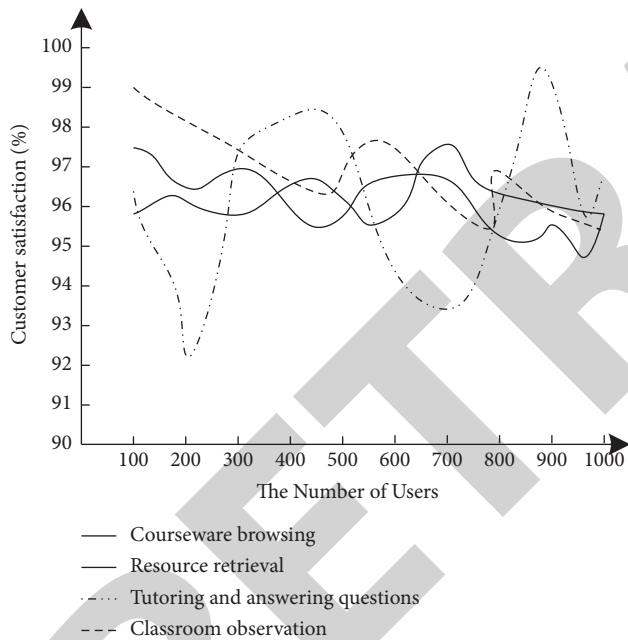 100
99
98
97
96
95
94
93
92
91
90
Customer satisfaction (%)
100 200 300 400 500 600 700 800 900 1000
The Number of Users
Courseware browsing
Resource retrieval
Tutoring and answering questions
Classroom observation